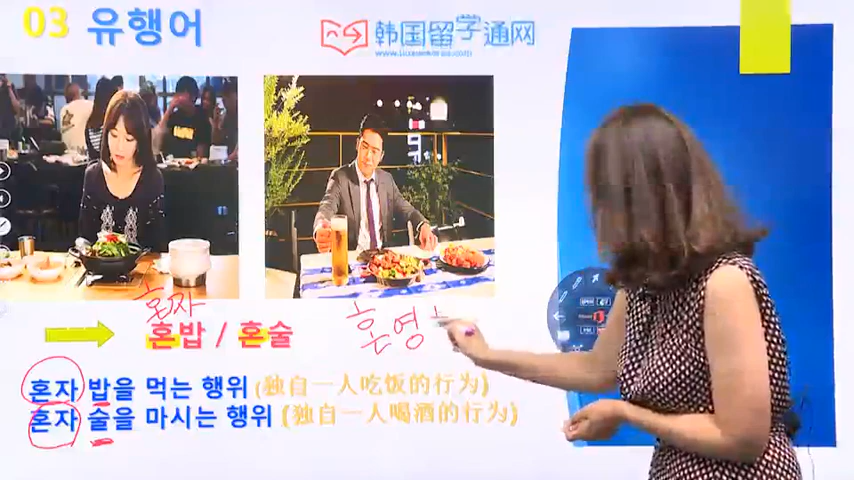 03 유행어
韩国留学通网
혼자
혼밥 / 혼술
혼영
혼자 밥을 먹는 행위 (独自一人吃饭的行为)
혼자 술을 마시는 행위 (独自一人喝酒的行为)